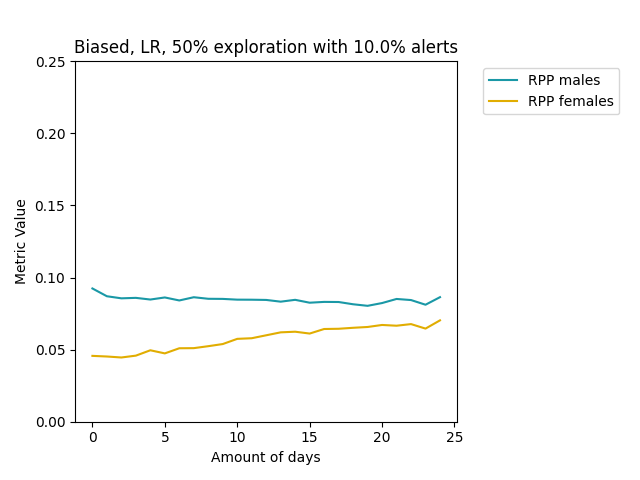 Biased, LR, 50% exploration with 10.0% alerts
RPP males
RPP females
Metric Value
0.25
0.20
0.15
0.10
0.05
0.00
0 5 10 15 20 25
Amount of days